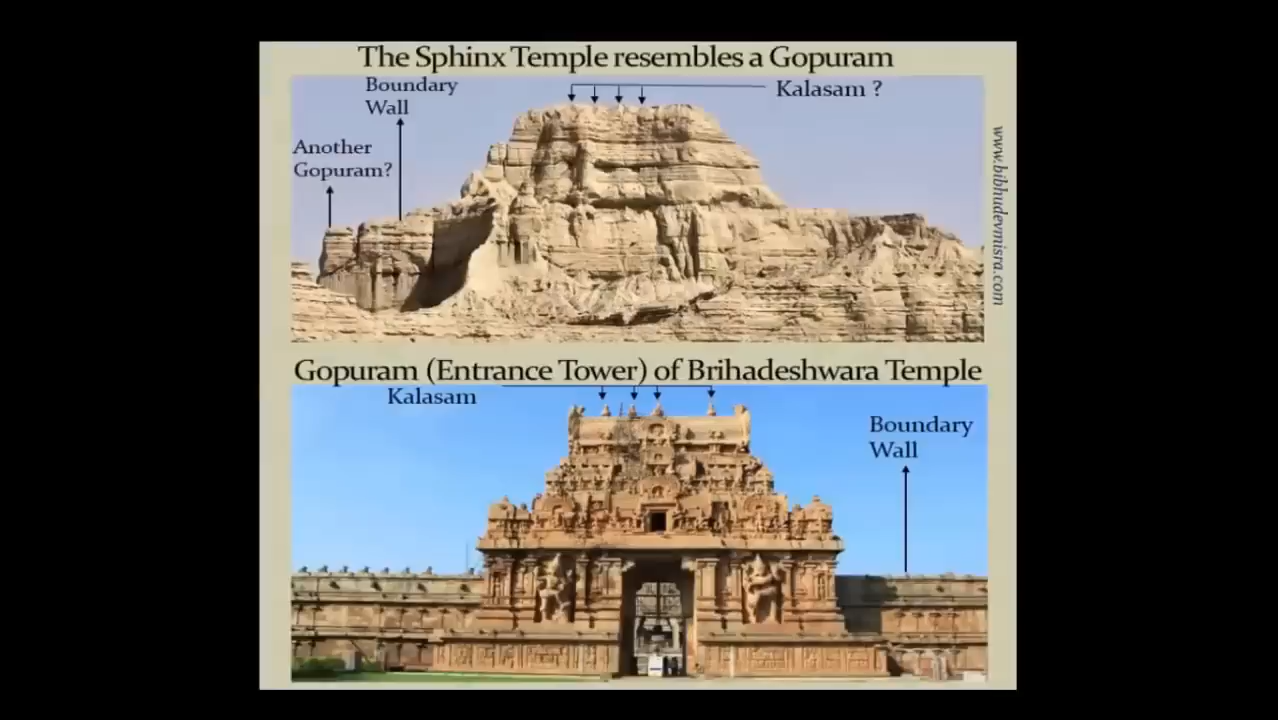 The Sphinx Temple resembles a Gopuram
Boundary
Wall
Kalasam ?
Another
Gopuram?
www.bibhudevmisra.com
Gopuram (Entrance Tower) of Brihadeshwara Temple
Kalasam
Boundary
Wall